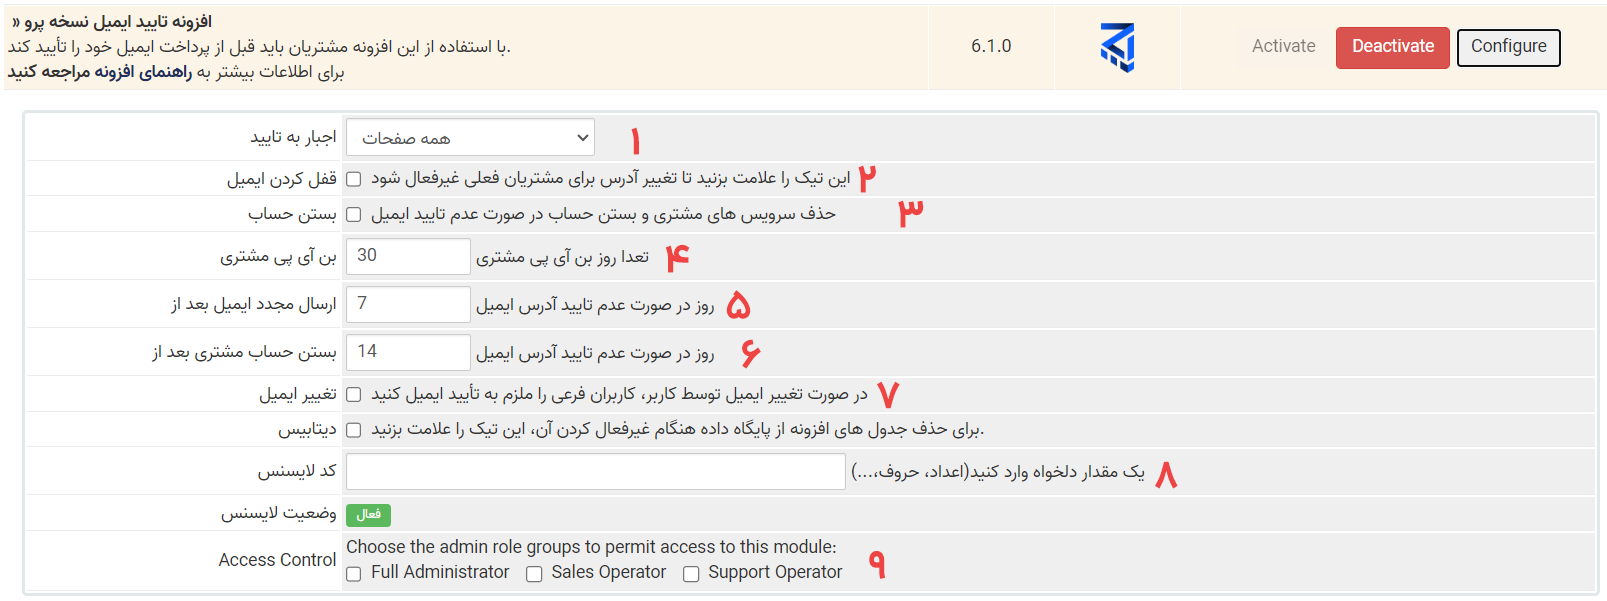 افزونه تایید ایمیل نسخه پرو »
با استفاده از این افزونه مشتریان باید قبل از پرداخت ایمیل خود را تأیید کند.
برای اطلاعات بیشتر به راهنمای افزونه مراجعه کنید
6.1.0
Activate
Deactivate
Configure
اجبار به تایید
همه صفحات
۱
قفل کردن ایمیل
این تیک را علامت بزنید تا تغییر آدرس برای مشتریان فعلی غیرفعال شود
۲
بستن حساب
حذف سرویس های مشتری و بستن حساب در صورت عدم تایید ایمیل
۳
بن آی پی مشتری
30
تعدا روز بن آی پی مشتری
۴
ارسال مجدد ایمیل بعد از
7
روز در صورت عدم تایید آدرس ایمیل
۵
بستن حساب مشتری بعد از
14
روز در صورت عدم تایید آدرس ایمیل
۶
تغییر ایمیل
در صورت تغییر ایمیل توسط کاربر، کاربران فرعی را ملزم به تأیید ایمیل کنید
۷
دیتابیس
برای حذف جدول های افزونه از پایگاه داده هنگام غیرفعال کردن آن، این تیک را علامت بزنید.
کد لایسنس
یک مقدار دلخواه وارد کنید(اعداد، حروف،...)
۸
وضعیت لایسنس
فعال
Access Control
Choose the admin role groups to permit access to this module:
Full Administrator
Sales Operator
Support Operator
۹